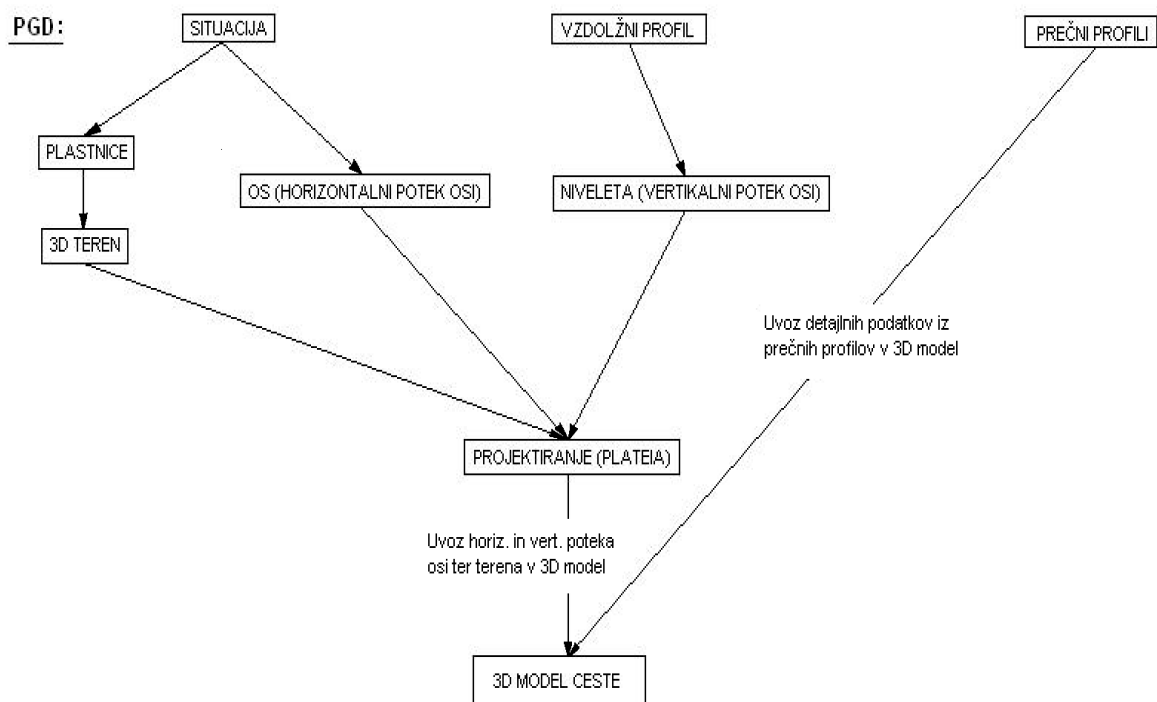 PGD:
SITUACIJA
VZDOLŽNI PROFIL
PREČNI PROFILI
PLASTNICE
OS (HORIZONTALNI POTEK OSI)
NIVELETA (VERTIKALNI POTEK OSI)
3D TEREN
Uvoz detajlnih podatkov iz
prečnih profilov v 3D model
PROJEKTIRANJE (PLATEIA)
Uvoz horiz. in vert. poteka
osi ter terena v 3D model
3D MODEL CESTE